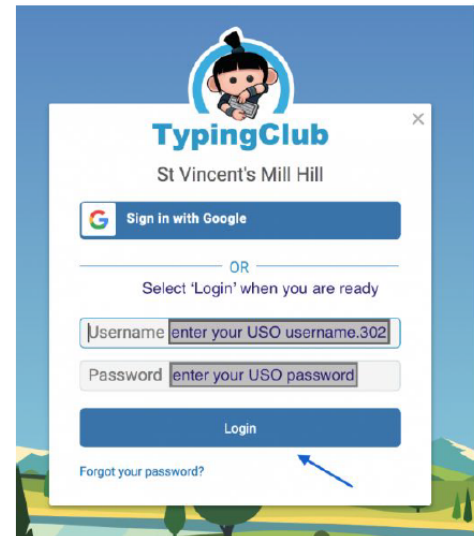 TypingClub
St Vincent's Mill Hill
G Sign in with Google
OR
Select 'Login' when you are ready
Username enter your USO username.302
Password enter your USO password
Login
Forgot your password?